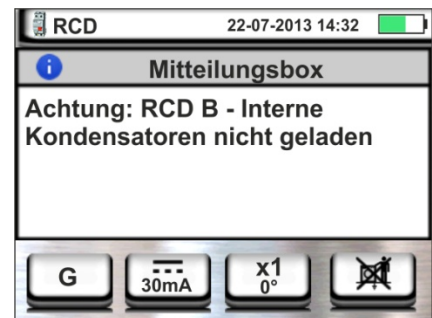 RCD 22-07-2013 14:32
Mitteilungsbox
Achtung: RCD B - Interne
Kondensatoren nicht geladen
G 30mA x1
0°